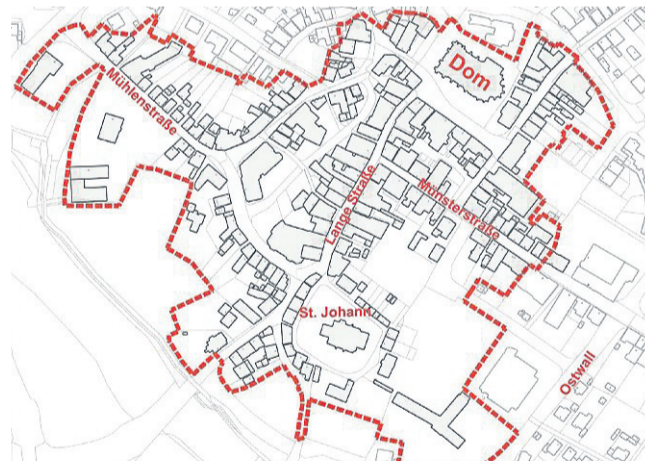 Dom
Mühlenstraße
Lange Straße
Münsterstraße
St. Johann
Ostwall